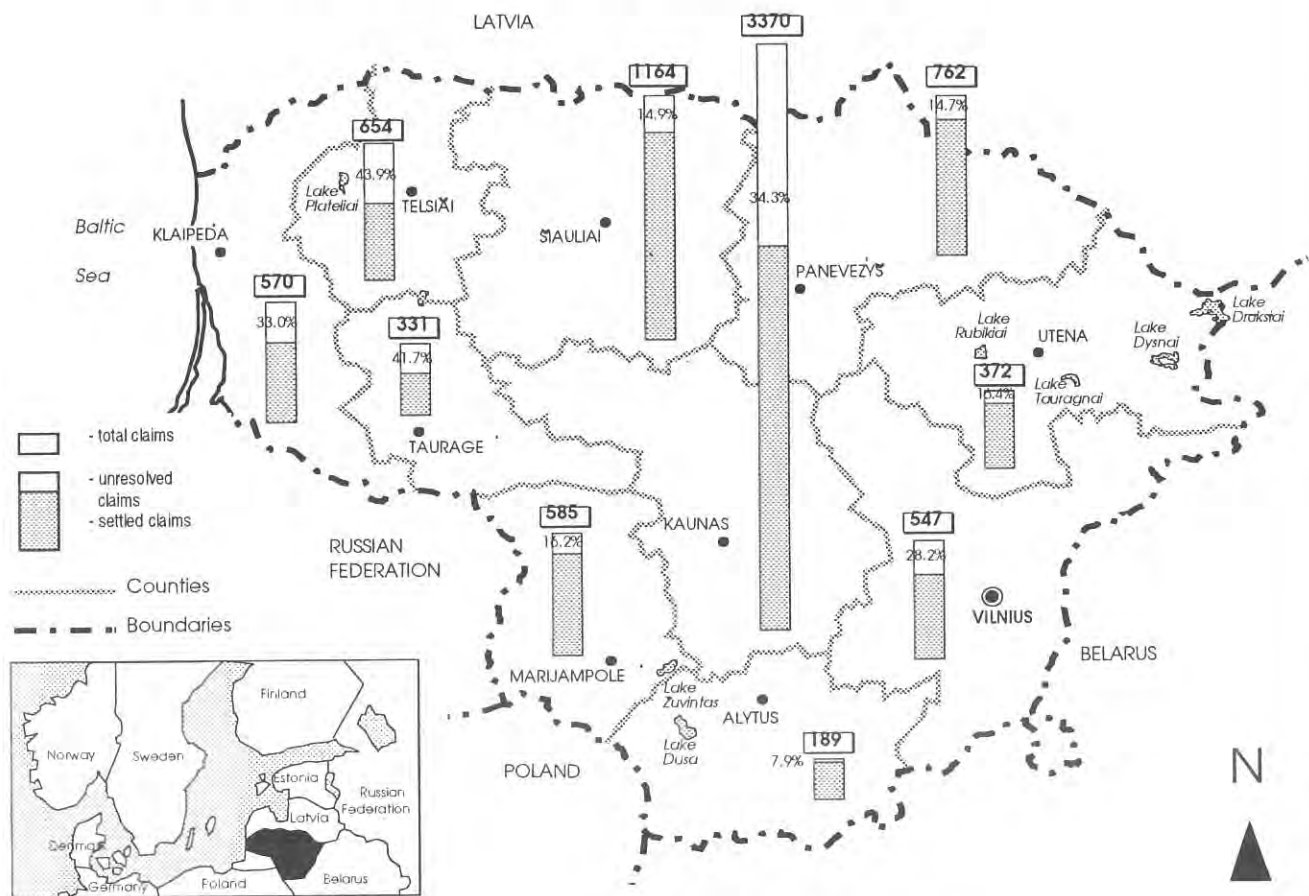 LATVIA
3370
1164
762
654
14.9%
14.7%
43.9%
Lake
Plateliai
TELSIAI
34.3%
Baltic
Sea
KLAIPEDA
SIAULIAI
PANEVEZYS
570
33.0%
331
41.7%
TAURAGE
Lake
Rubikiai
UTENA
Lake
Dysnai
Lake
Druksiai
372
16.4%
Lake
Tauragnai
- total claims
- unresolved
claims
- settled claims
Counties
Boundaries
RUSSIAN
FEDERATION
585
KAUNAS
547
28.2%
VILNIUS
BELARUS
MARIJAMPOLE
Lake
Zuvintas
ALYTUS
Lake
Dusa
POLAND
189
7.9%
N
Finland
Norway
Sweden
Estonia
Russian
Federation
Latvia
Germany
Poland
Belarus